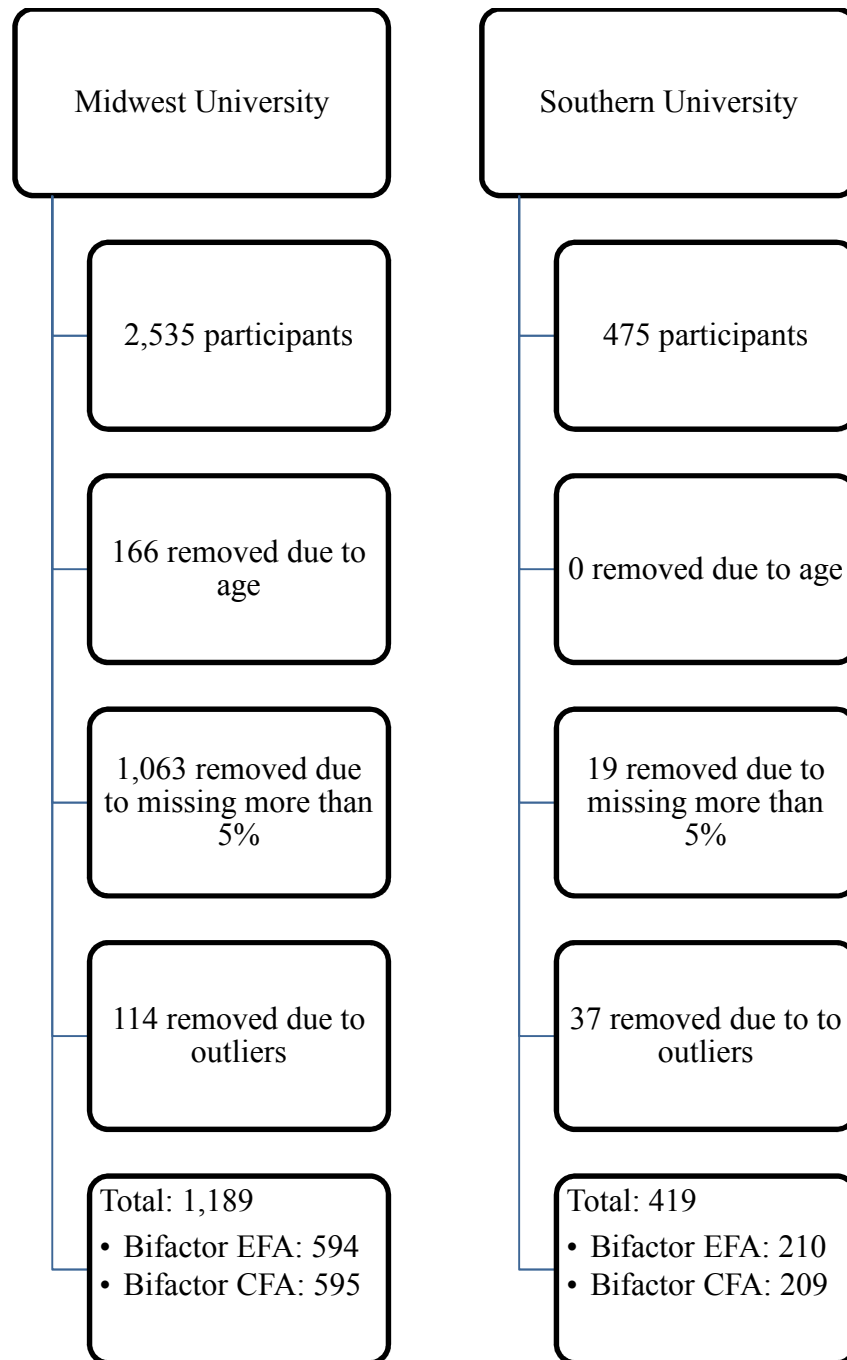 Midwest University
2,535 participants
166 removed due to
age
1,063 removed due
to missing more than
5%
114 removed due to
outliers
Total: 1,189
• Bifactor EFA: 594
• Bifactor CFA: 595
Southern University
475 participants
0 removed due to age
19 removed due to
missing more than
5%
37 removed due to to
outliers
Total: 419
• Bifactor EFA: 210
• Bifactor CFA: 209